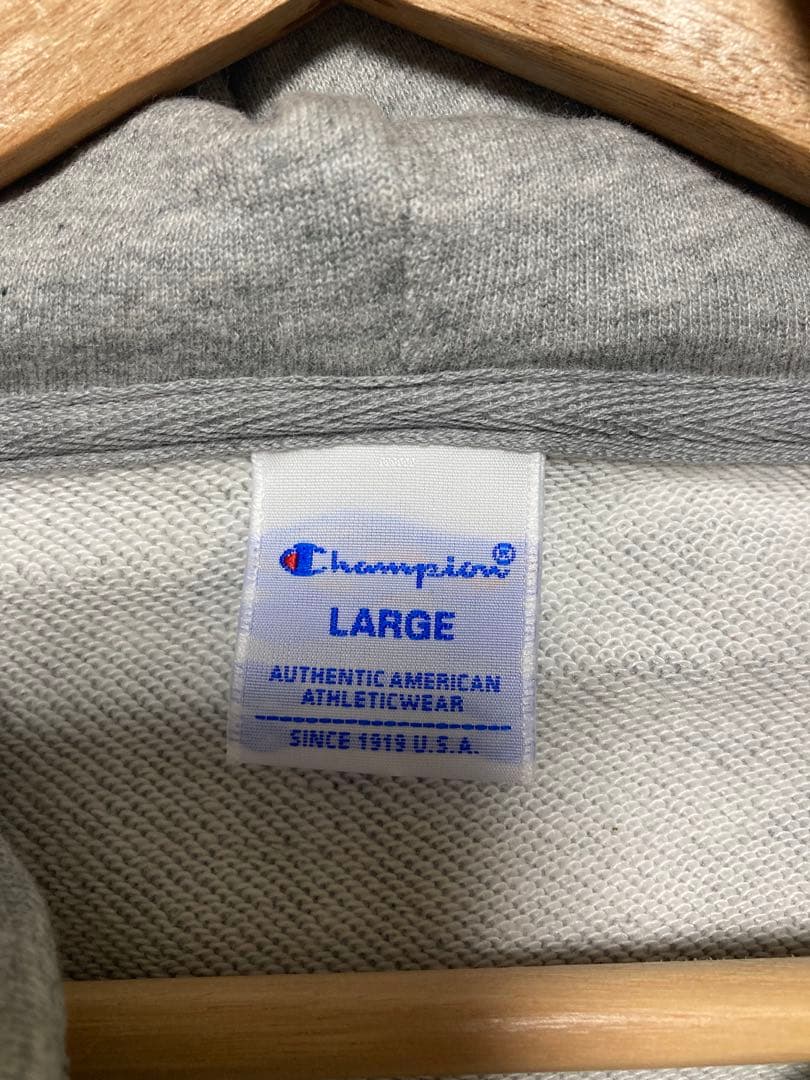 Champion®
LARGE
AUTHENTIC AMERICAN
ATHLETICWEAR
SINCE 1919 U.S.A.